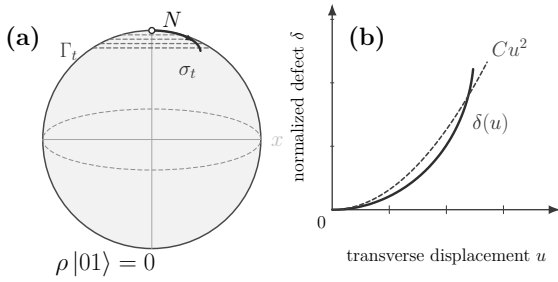 (a)
N
Γ_t
σ_t
x
ρ |01⟩ = 0
(b)
normalized defect δ
Cu²
δ(u)
0
transverse displacement u